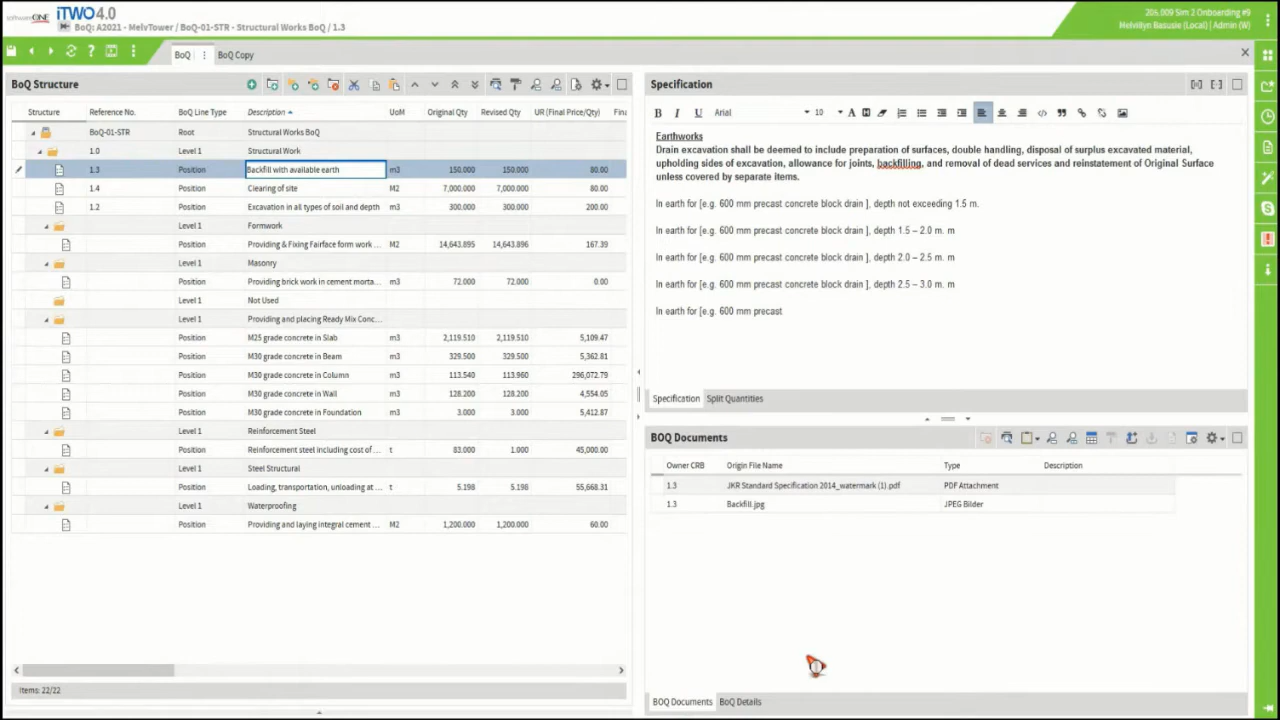 software ONE iTWO 4.0
BoQ: A2021 - MelvTower / BoQ-01-STR - Structural Works BoQ / 1.3
205.009 Sim 2 Onboarding #9
Melvillyn Basusie (Local) | Admin (W)
BoQ BoQ Copy
BoQ Structure
Structure Reference No. BoQ Line Type Description UoM Original Qty Revised Qty UR (Final Price/Qty) Fina
BoQ-01-STR Root Structural Works BoQ
1.0 Level 1 Structural Work
1.3 Position Backfill with available earth m3 150.000 150.000 80.00
1.4 Position Clearing of site M2 7,000.000 7,000.000 80.00
1.2 Position Excavation in all types of soil and depth m3 300.000 300.000 200.00
Level 1 Formwork
Position Providing & Fixing Fairface form work ... M2 14,643.895 14,643.896 167.39
Level 1 Masonry
Position Providing brick work in cement morta... m3 72.000 72.000 0.00
Level 1 Not Used
Level 1 Providing and placing Ready Mix Conc...
Position M25 grade concrete in Slab m3 2,119.510 2,119.510 5,109.47
Position M30 grade concrete in Beam m3 329.500 329.500 5,362.81
Position M30 grade concrete in Column m3 113.540 113.960 296,072.79
Position M30 grade concrete in Wall m3 128.200 128.200 4,554.05
Position M30 grade concrete in Foundation m3 3.000 3.000 5,412.87
Level 1 Reinforcement Steel
Position Reinforcement steel including cost of ... t 83.000 1.000 45,000.00
Level 1 Steel Structural
Position Loading, transportation, unloading at ... t 5.198 5.198 55,668.31
Level 1 Waterproofing
Position Providing and laying integral cement ... M2 1,200.000 1,200.000 60.00
Items: 22/22
Specification
B I U Arial 10 A
Earthworks
Drain excavation shall be deemed to include preparation of surfaces, double handling, disposal of surplus excavated material,
upholding sides of excavation, allowance for joints, backfilling, and removal of dead services and reinstatement of Original Surface
unless covered by separate items.
In earth for [e.g. 600 mm precast concrete block drain ], depth not exceeding 1.5 m.
In earth for [e.g. 600 mm precast concrete block drain ], depth 1.5 – 2.0 m. m
In earth for [e.g. 600 mm precast concrete block drain ], depth 2.0 – 2.5 m. m
In earth for [e.g. 600 mm precast concrete block drain ], depth 2.5 – 3.0 m. m
In earth for [e.g. 600 mm precast
Specification Split Quantities
BOQ Documents
Owner CRB Origin File Name Type Description
1.3 JKR Standard Specification 2014_watermark (1).pdf PDF Attachment
1.3 Backfill.jpg JPEG Bilder
BOQ Documents BoQ Details